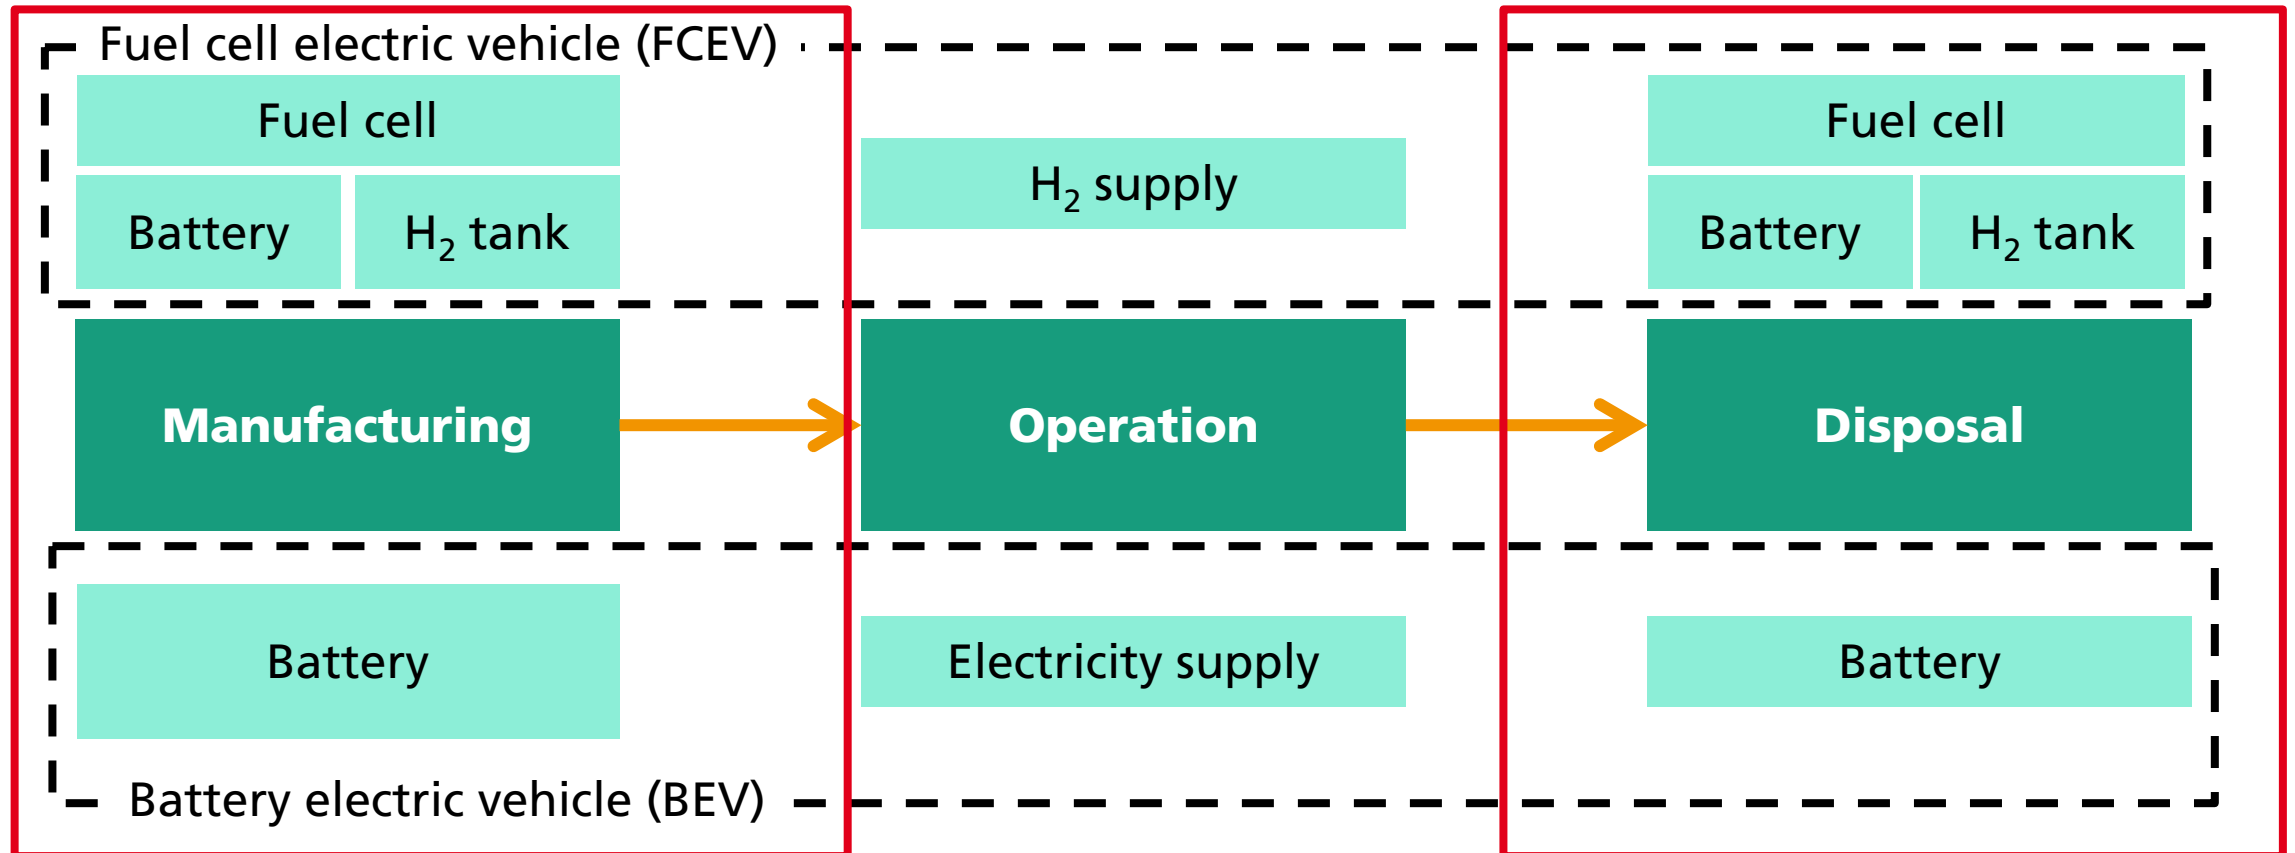 Fuel cell electric vehicle (FCEV)
Fuel cell
Battery
H₂ tank
H₂ supply
Fuel cell
Battery
H₂ tank
Manufacturing
Operation
Disposal
Battery
Electricity supply
Battery
Battery electric vehicle (BEV)